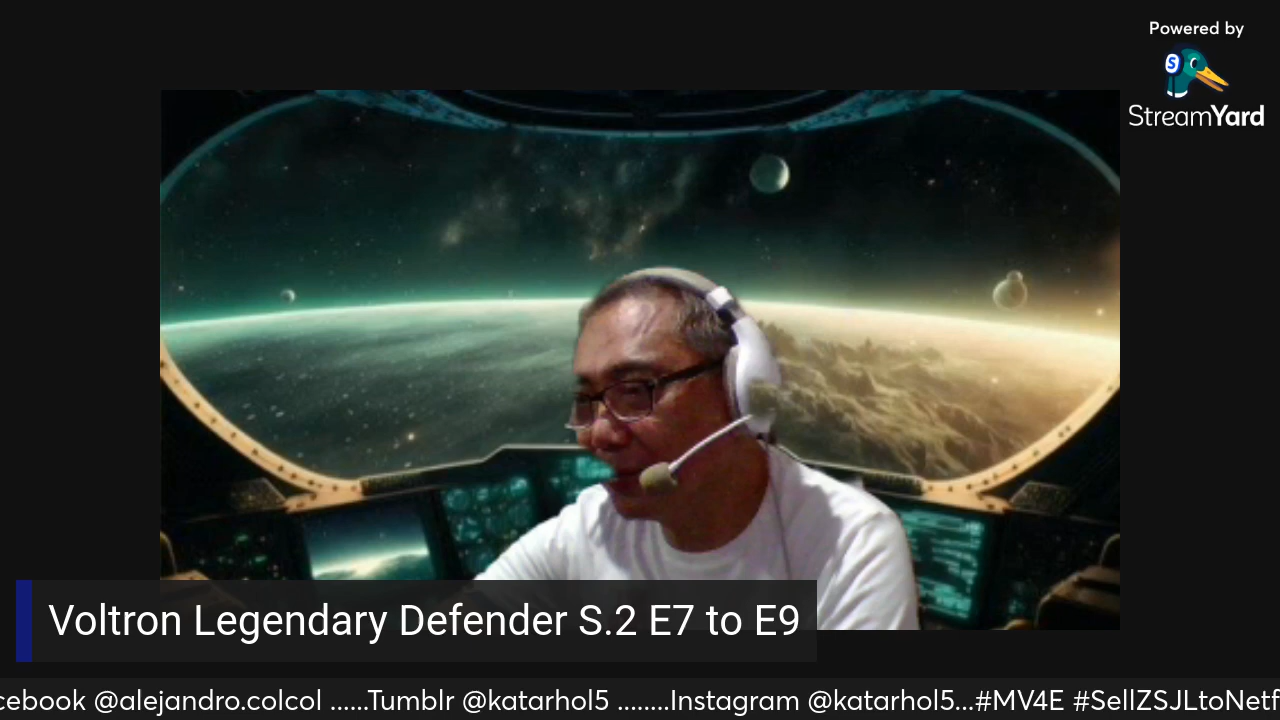 Powered by
S
StreamYard
Voltron Legendary Defender S.2 E7 to E9
cebook @alejandro.colcol ......Tumblr @katarhol5 ........Instagram @katarhol5...#MV4E #SellZSJLtoNetf